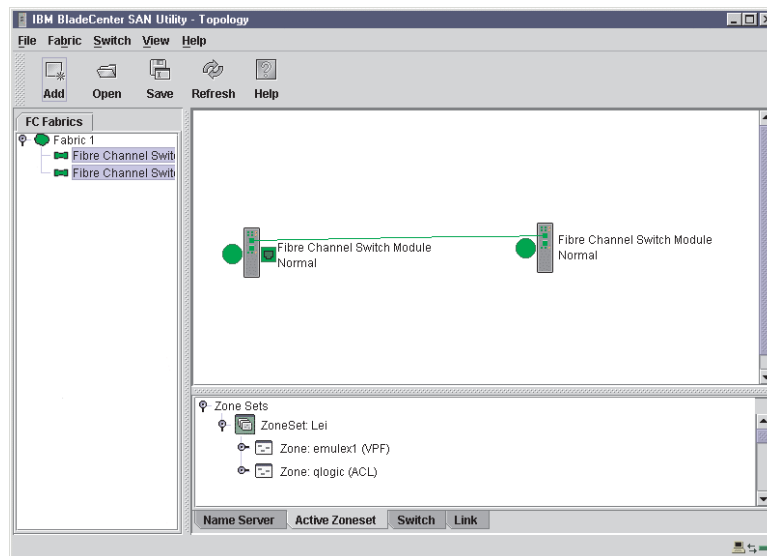 IBM BladeCenter SAN Utility - Topology
File Fabric Switch View Help
Add Open Save Refresh Help
FC Fabrics
Fabric 1
Fibre Channel Swit
Fibre Channel Swit
Fibre Channel Switch Module
Normal
Fibre Channel Switch Module
Normal
Zone Sets
ZoneSet: Lei
Zone: emulex1 (VPF)
Zone: qlogic (ACL)
Name Server Active Zoneset Switch Link